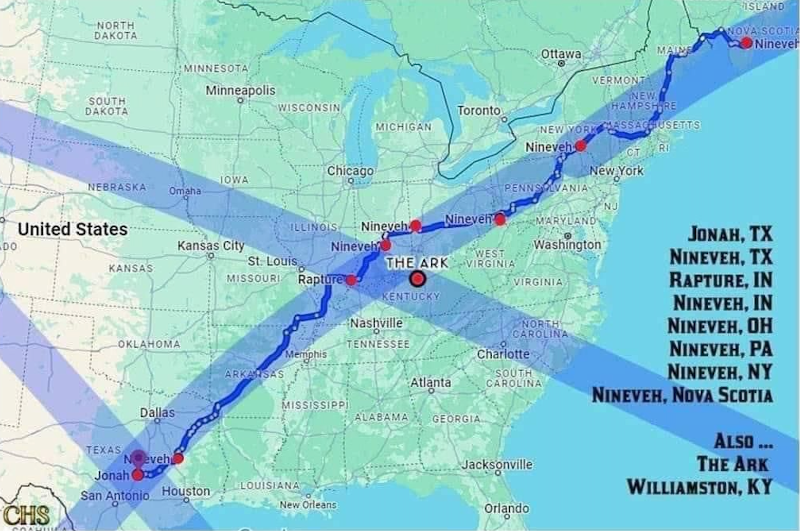 ISLAND
NORTH
DAKOTA
NOVA SCOTIA
Nineveh
MAINE
Ottawa
MINNESOTA
Minneapolis
VERMONT
SOUTH
DAKOTA
WISCONSIN
Toronto
NEW
HAMPSHIRE
MICHIGAN
NEW YORK
MASSACHUSETTS
Nineveh
CT
RI
Chicago
New York
IOWA
NEBRASKA
Omaha
PENNSYLVANIA
NJ
United States
ILLINOIS
Nineveh
Nineveh
MARYLAND
Kansas City
Nineveh
Washington
St. Louis
THE ARK
WEST
VIRGINIA
KANSAS
MISSOURI
Rapture
VIRGINIA
KENTUCKY
Nashville
TENNESSEE
NORTH
CAROLINA
OKLAHOMA
Memphis
Charlotte
ARKANSAS
SOUTH
CAROLINA
Atlanta
MISSISSIPPI
ALABAMA
GEORGIA
Dallas
TEXAS
Nineveh
Jonah
San Antonio
Houston
LOUISIANA
New Orleans
Jacksonville
Orlando
CHS
JONAH, TX
NINEVEH, TX
RAPTURE, IN
NINEVEH, IN
NINEVEH, OH
NINEVEH, PA
NINEVEH, NY
NINEVEH, NOVA SCOTIA
ALSO ...
THE ARK
WILLIAMSTON, KY